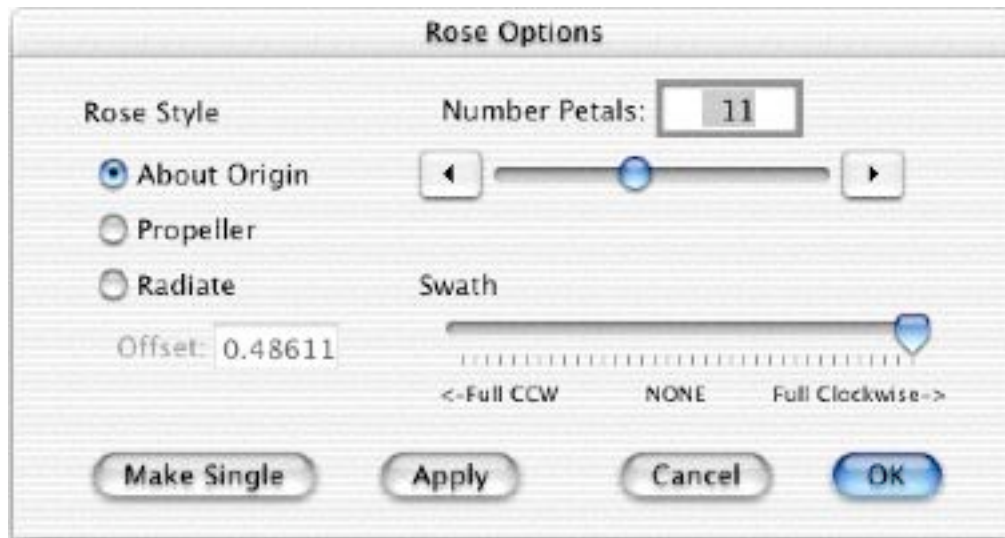 Rose Options
Rose Style
Number Petals: 11
About Origin
Propeller
Radiate
Offset: 0.48611
Swath
<-Full CCW NONE Full Clockwise->
Make Single Apply Cancel OK